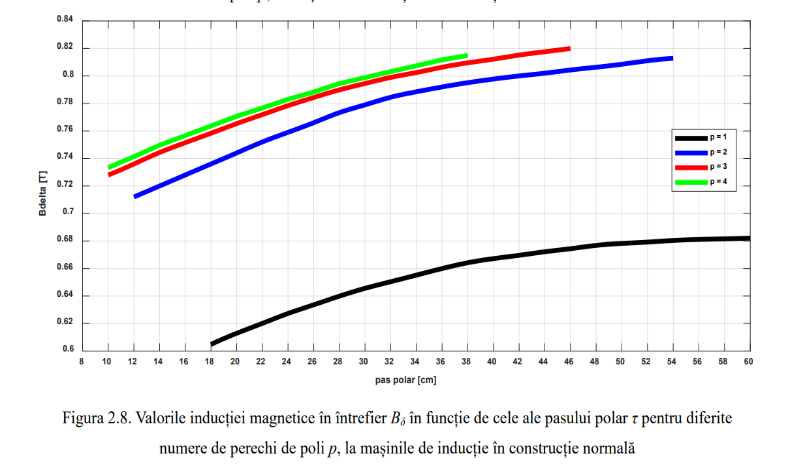 0.84
0.82
0.8
0.78
0.76
0.74
0.72
0.7
0.68
0.66
0.64
0.62
0.6
Bdelta [T]
p = 1
p = 2
p = 3
p = 4
8 10 12 14 16 18 20 22 24 26 28 30 32 34 36 38 40 42 44 46 48 50 52 54 56 58 60
pas polar [cm]
Figura 2.8. Valorile inducției magnetice în întrefier Bδ în funcție de cele ale pasului polar τ pentru diferite
numere de perechi de poli p, la mașinile de inducție în construcție normală